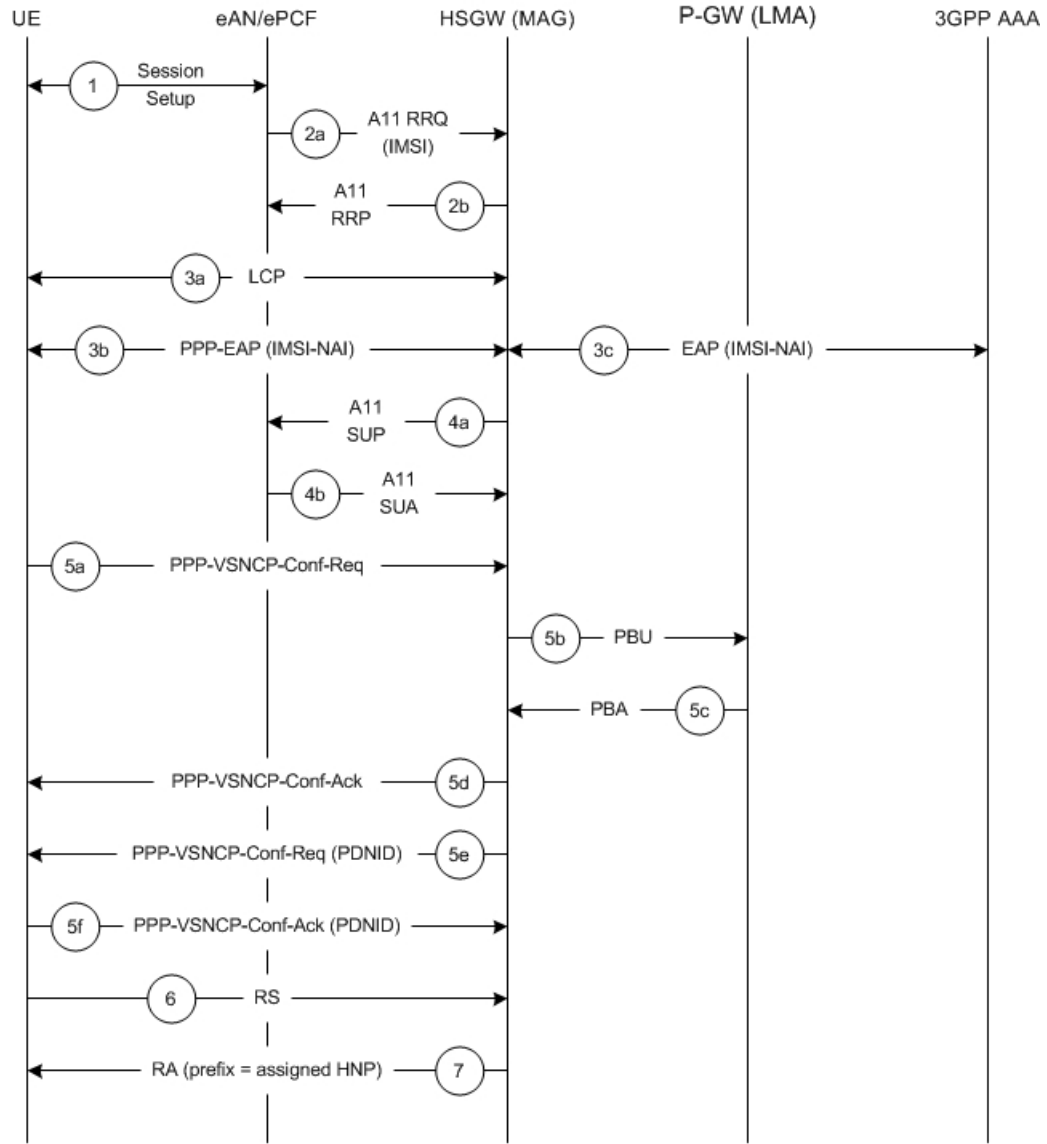 UE
eAN/ePCF
HSGW (MAG)
P-GW (LMA)
3GPP AAA
1
Session
Setup
2a
A11 RRQ
(IMSI)
A11
RRP
2b
3a
LCP
3b
PPP-EAP (IMSI-NAI)
3c
EAP (IMSI-NAI)
A11
SUP
4a
4b
A11
SUA
5a
PPP-VSNCP-Conf-Req
5b
PBU
PBA
5c
PPP-VSNCP-Conf-Ack
5d
PPP-VSNCP-Conf-Req (PDNID)
5e
5f
PPP-VSNCP-Conf-Ack (PDNID)
6
RS
RA (prefix = assigned HNP)
7